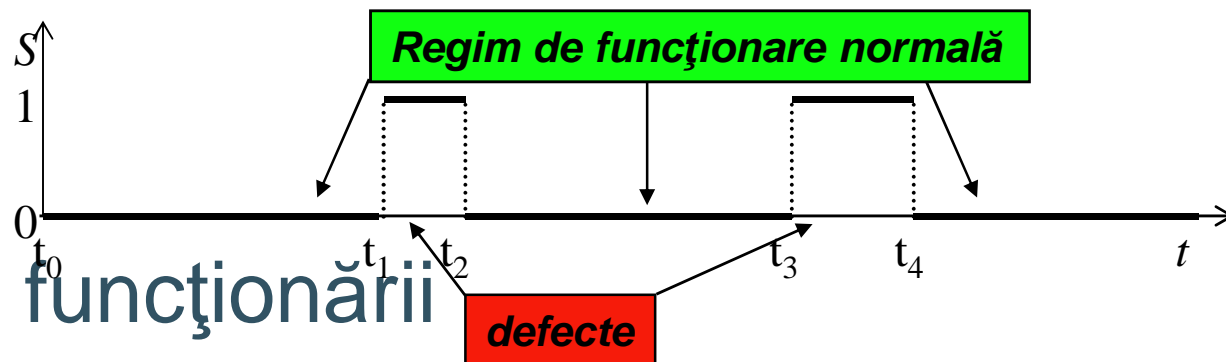 S
Regim de funcţionare normală
1
0
t0 t1 t2 t3 t4 t
funcţionării
defecte